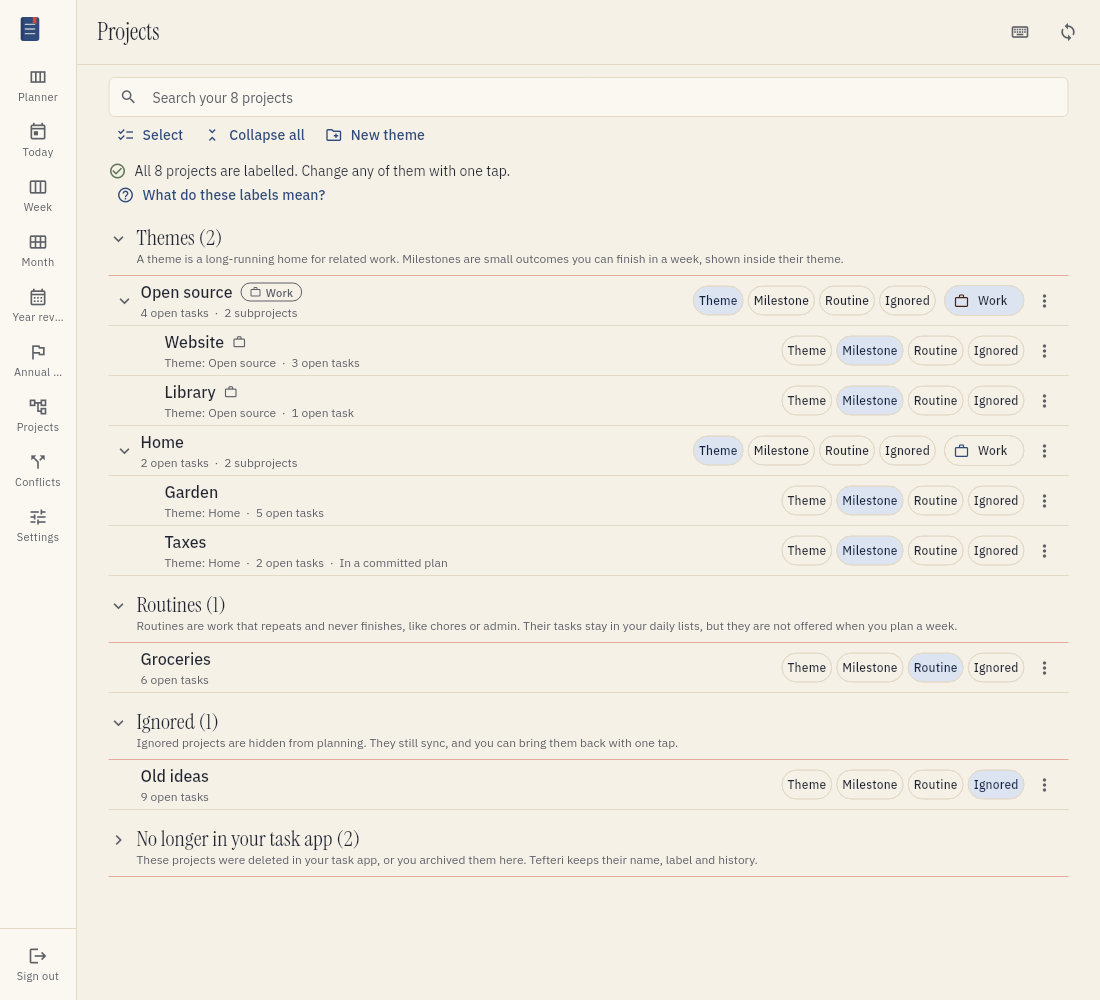 Projects
Planner
Today
Week
Month
Year rev...
Annual ...
Projects
Conflicts
Settings
Sign out
Search your 8 projects
Select Collapse all New theme
All 8 projects are labelled. Change any of them with one tap.
What do these labels mean?
Themes (2)
A theme is a long-running home for related work. Milestones are small outcomes you can finish in a week, shown inside their theme.
Open source Work Theme Milestone Routine Ignored Work
4 open tasks · 2 subprojects
Website Theme Milestone Routine Ignored
Theme: Open source · 3 open tasks
Library Theme Milestone Routine Ignored
Theme: Open source · 1 open task
Home Theme Milestone Routine Ignored Work
2 open tasks · 2 subprojects
Garden Theme Milestone Routine Ignored
Theme: Home · 5 open tasks
Taxes Theme Milestone Routine Ignored
Theme: Home · 2 open tasks · In a committed plan
Routines (1)
Routines are work that repeats and never finishes, like chores or admin. Their tasks stay in your daily lists, but they are not offered when you plan a week.
Groceries Theme Milestone Routine Ignored
6 open tasks
Ignored (1)
Ignored projects are hidden from planning. They still sync, and you can bring them back with one tap.
Old ideas Theme Milestone Routine Ignored
9 open tasks
No longer in your task app (2)
These projects were deleted in your task app, or you archived them here. Tefteri keeps their name, label and history.